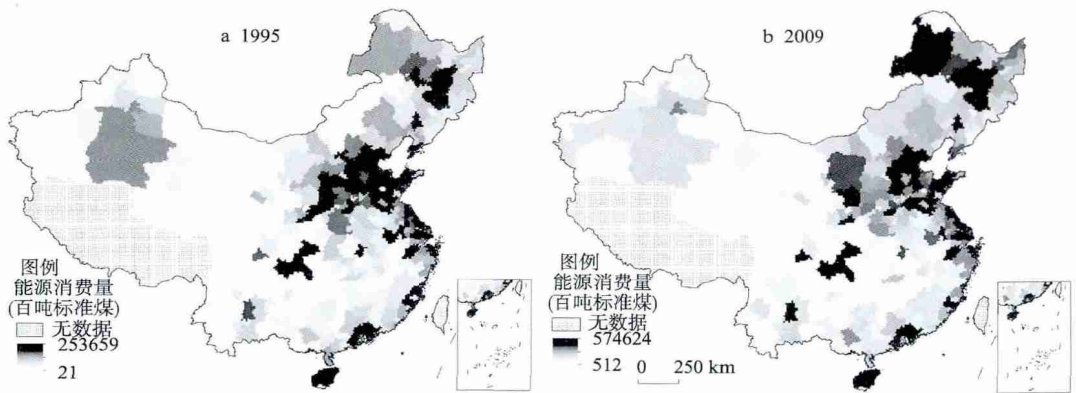 a 1995
图例
能源消费量
(百吨标准煤)
无数据
253659
21
b 2009
图例
能源消费量
(百吨标准煤)
无数据
574624
512
0 250 km